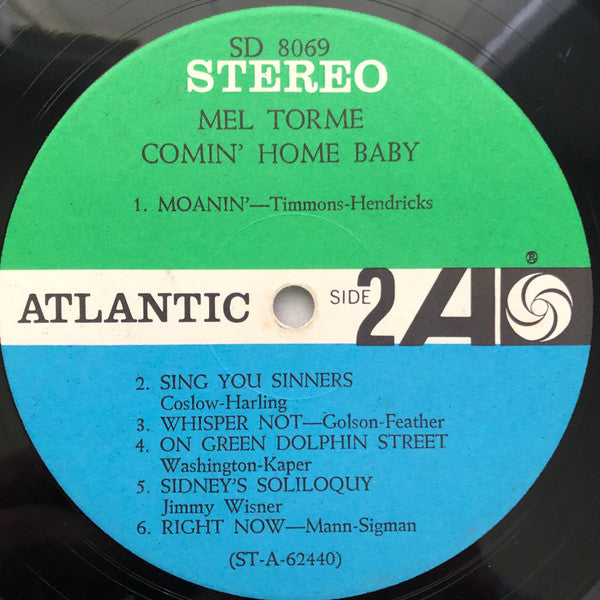 SD 8069
STEREO
MEL TORME
COMIN' HOME BABY
1. MOANIN'—Timmons-Hendricks
®
ATLANTIC SIDE 2 A
2. SING YOU SINNERS
Coslow-Harling
3. WHISPER NOT—Golson-Feather
4. ON GREEN DOLPHIN STREET
Washington-Kaper
5. SIDNEY'S SOLILOQUY
Jimmy Wisner
6. RIGHT NOW—Mann-Sigman
(ST-A-62440)